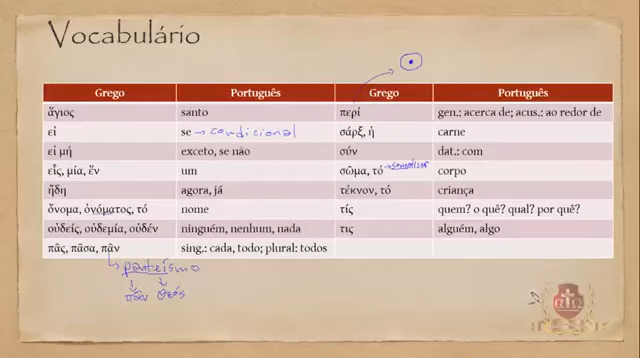 Vocabulário
Grego Português Grego Português
ἅγιος santo περί gen.: acerca de; acus.: ao redor de
εἰ se → condicional σάρξ, ἡ carne
εἰ μή exceto, se não σύν dat.: com
εἷς, μία, ἕν um σῶμα, τό → somatizar corpo
ἤδη agora, já τέκνον, τό criança
ὄνομα, ὀνόματος, τό nome τίς quem? o quê? qual? por quê?
οὐδείς, οὐδεμία, οὐδέν ninguém, nenhum, nada τις alguém, algo
πᾶς, πᾶσα, πᾶν sing.: cada, todo; plural: todos
panteísmo
πᾶν θεός
α Ω